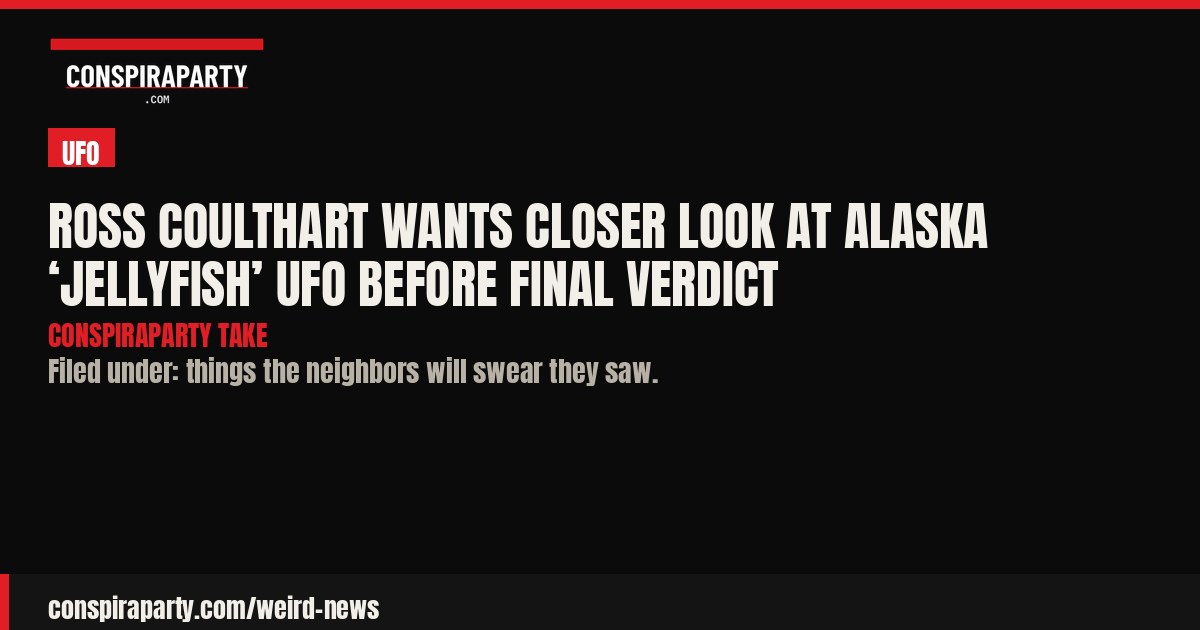 CONSPIRAPARTY
.COM
UFO
ROSS COULTHART WANTS CLOSER LOOK AT ALASKA
‘JELLYFISH’ UFO BEFORE FINAL VERDICT
CONSPIRAPARTY TAKE
Filed under: things the neighbors will swear they saw.
conspiraparty.com/weird-news